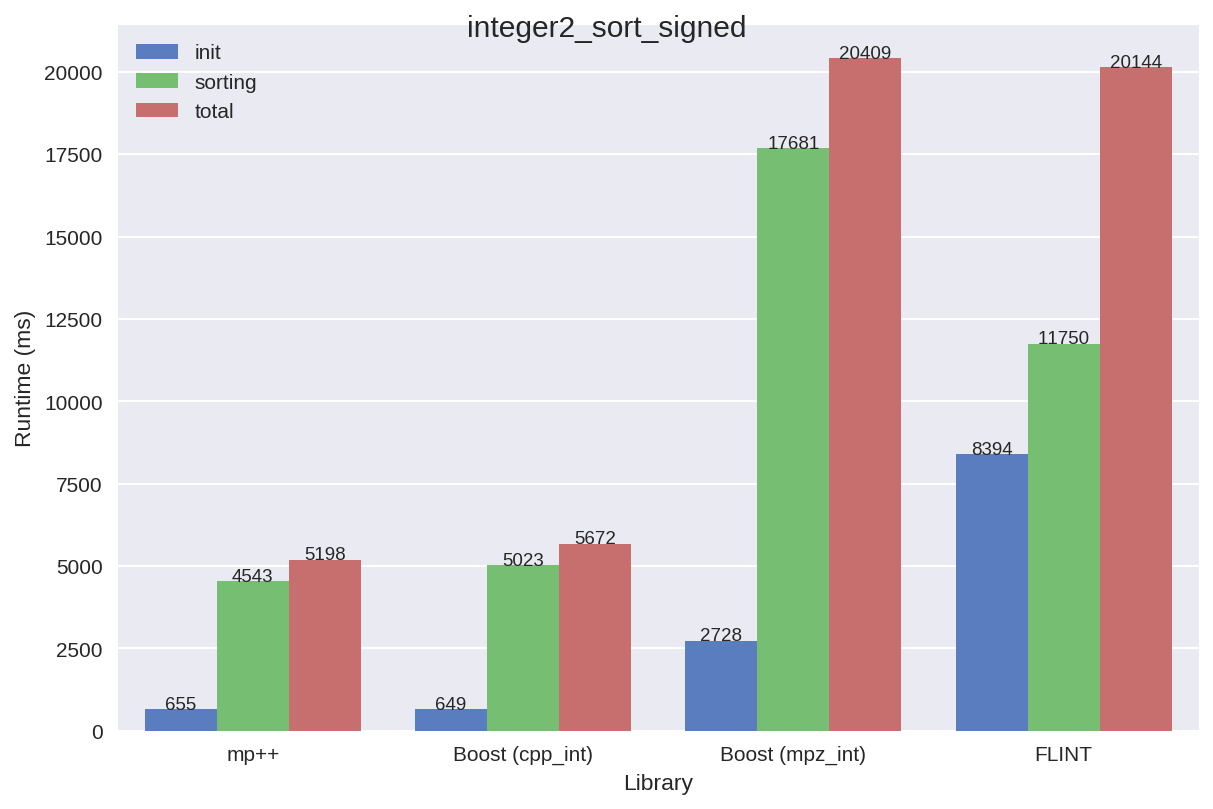 integer2_sort_signed
init
sorting
total
20000
17500
15000
12500
10000
7500
5000
2500
0
Runtime (ms)
655
4543
5198
649
5023
5672
2728
17681
20409
8394
11750
20144
mp++
Boost (cpp_int)
Boost (mpz_int)
FLINT
Library